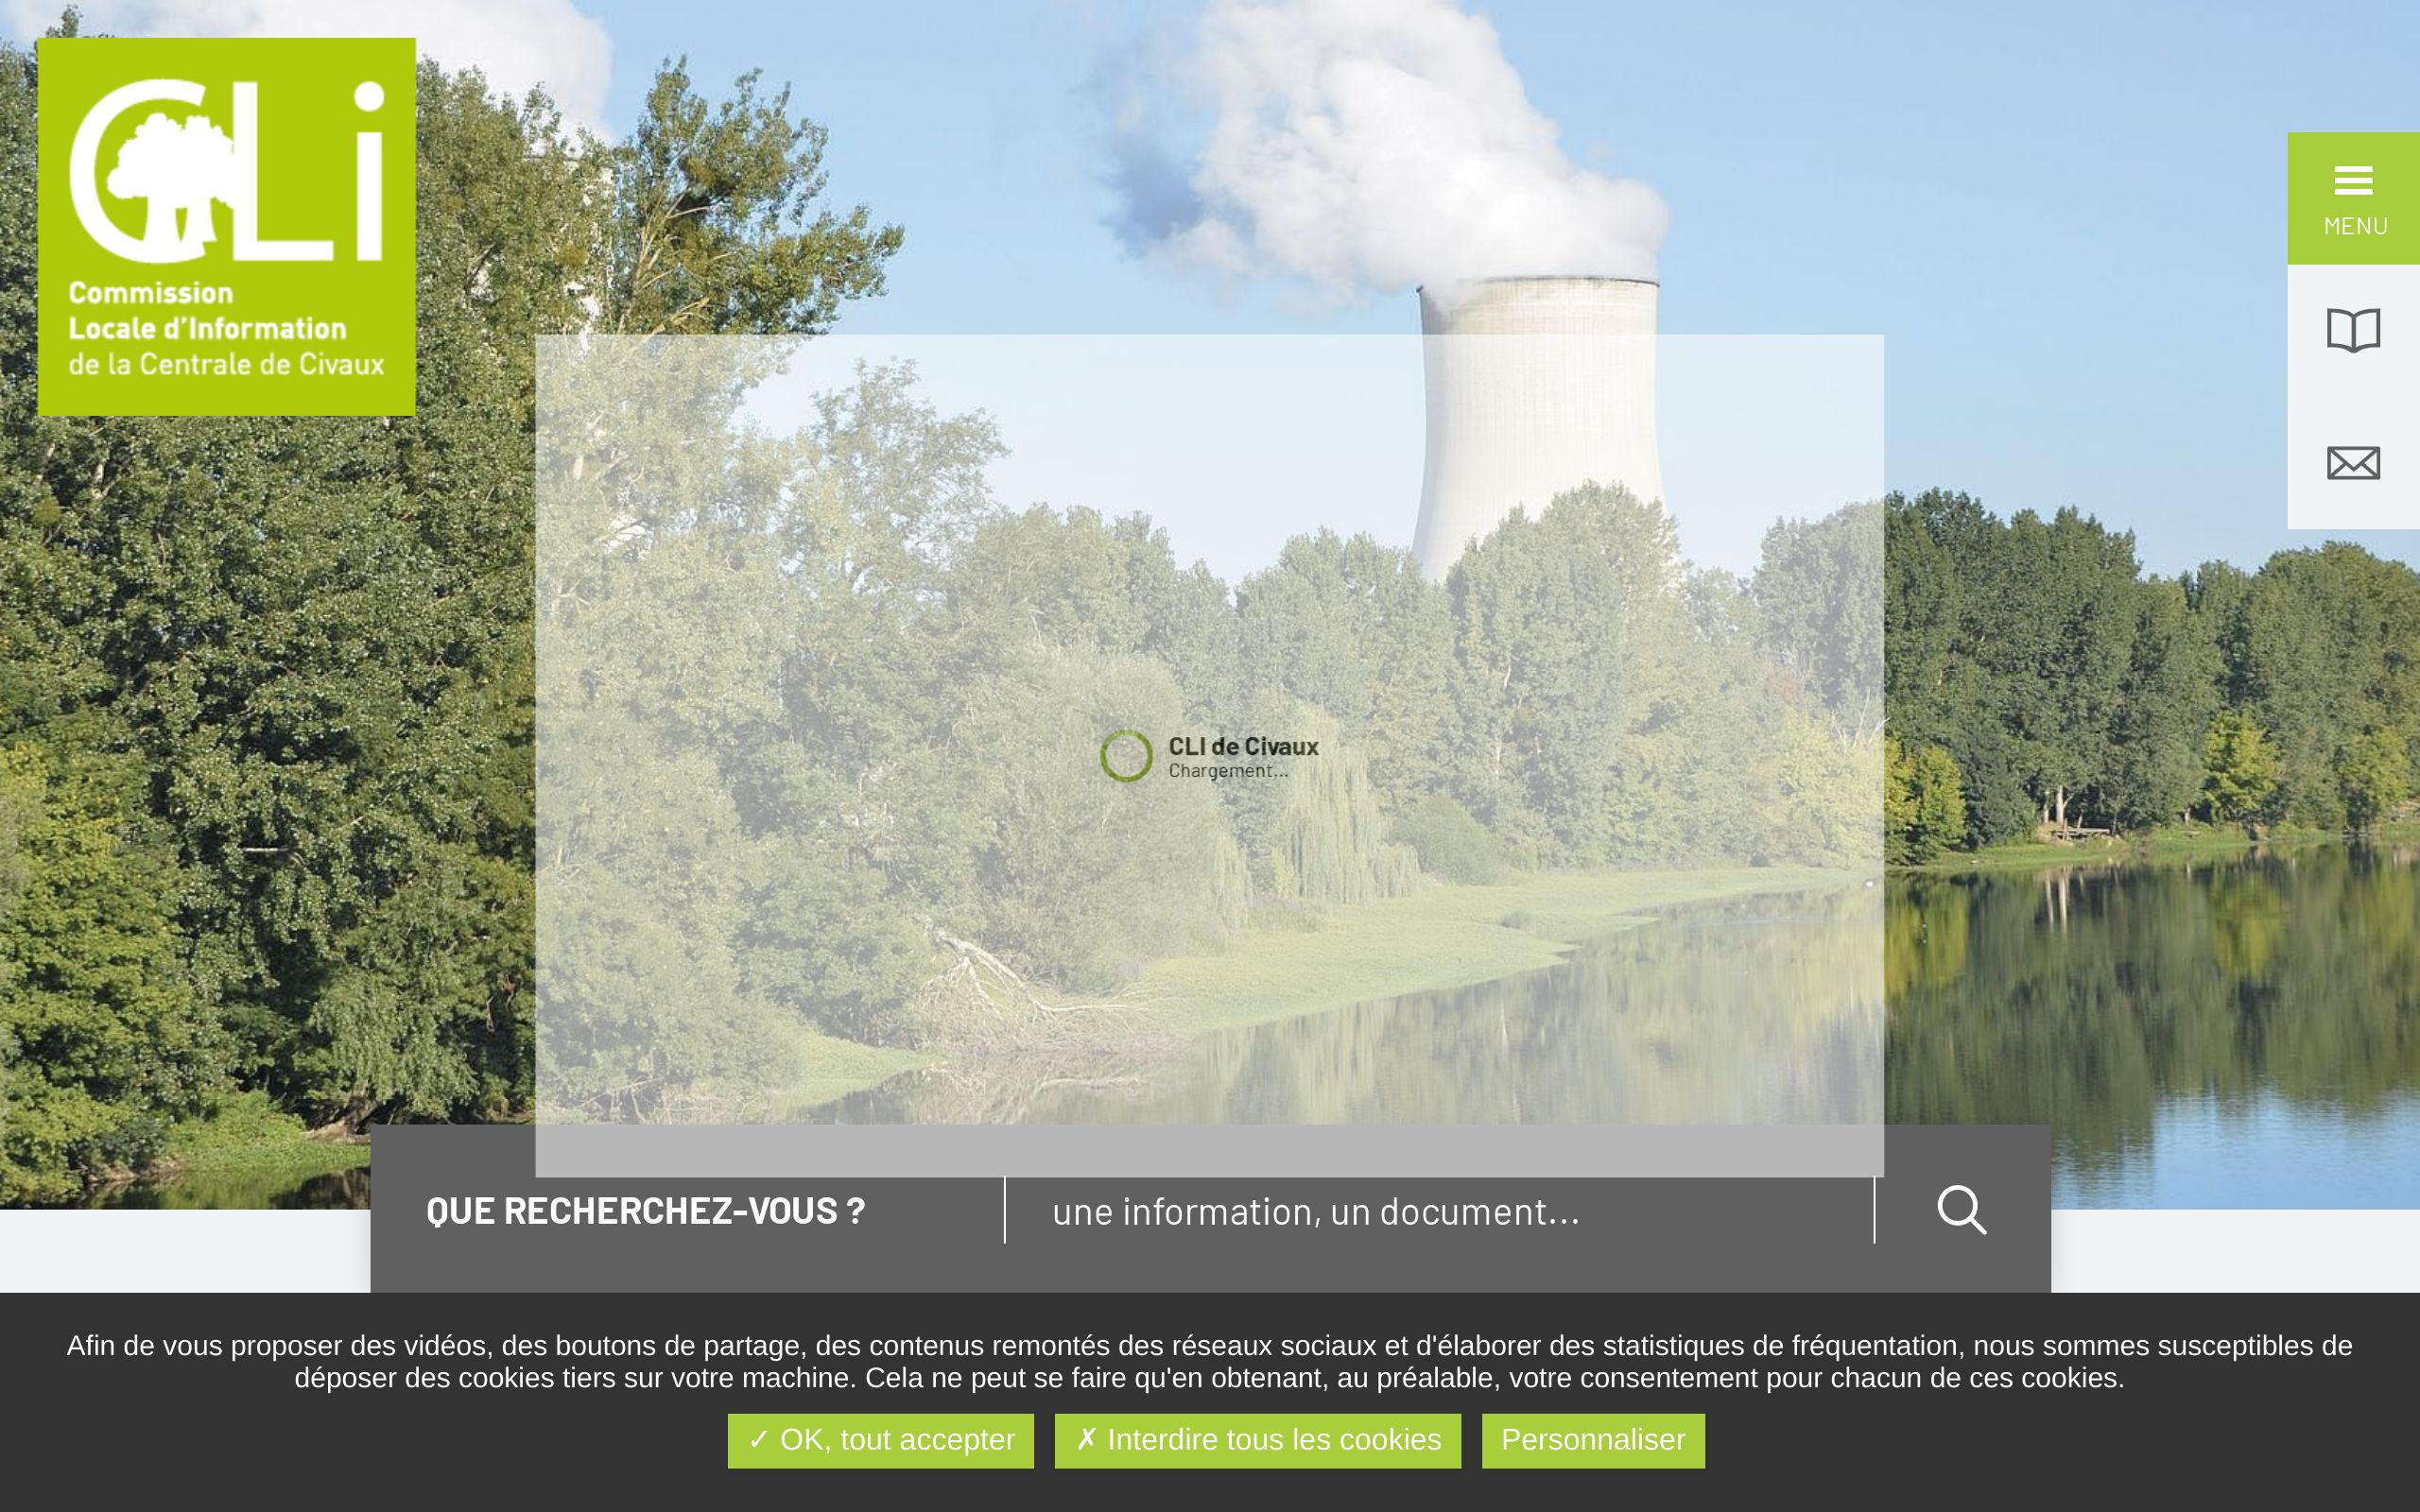 CLi
Commission
Locale d'Information
de la Centrale de Civaux
MENU
CLI de Civaux
Chargement...
QUE RECHERCHEZ-VOUS ?
une information, un document...
Afin de vous proposer des vidéos, des boutons de partage, des contenus remontés des réseaux sociaux et d'élaborer des statistiques de fréquentation, nous sommes susceptibles de
déposer des cookies tiers sur votre machine. Cela ne peut se faire qu'en obtenant, au préalable, votre consentement pour chacun de ces cookies.
✓ OK, tout accepter
✗ Interdire tous les cookies
Personnaliser